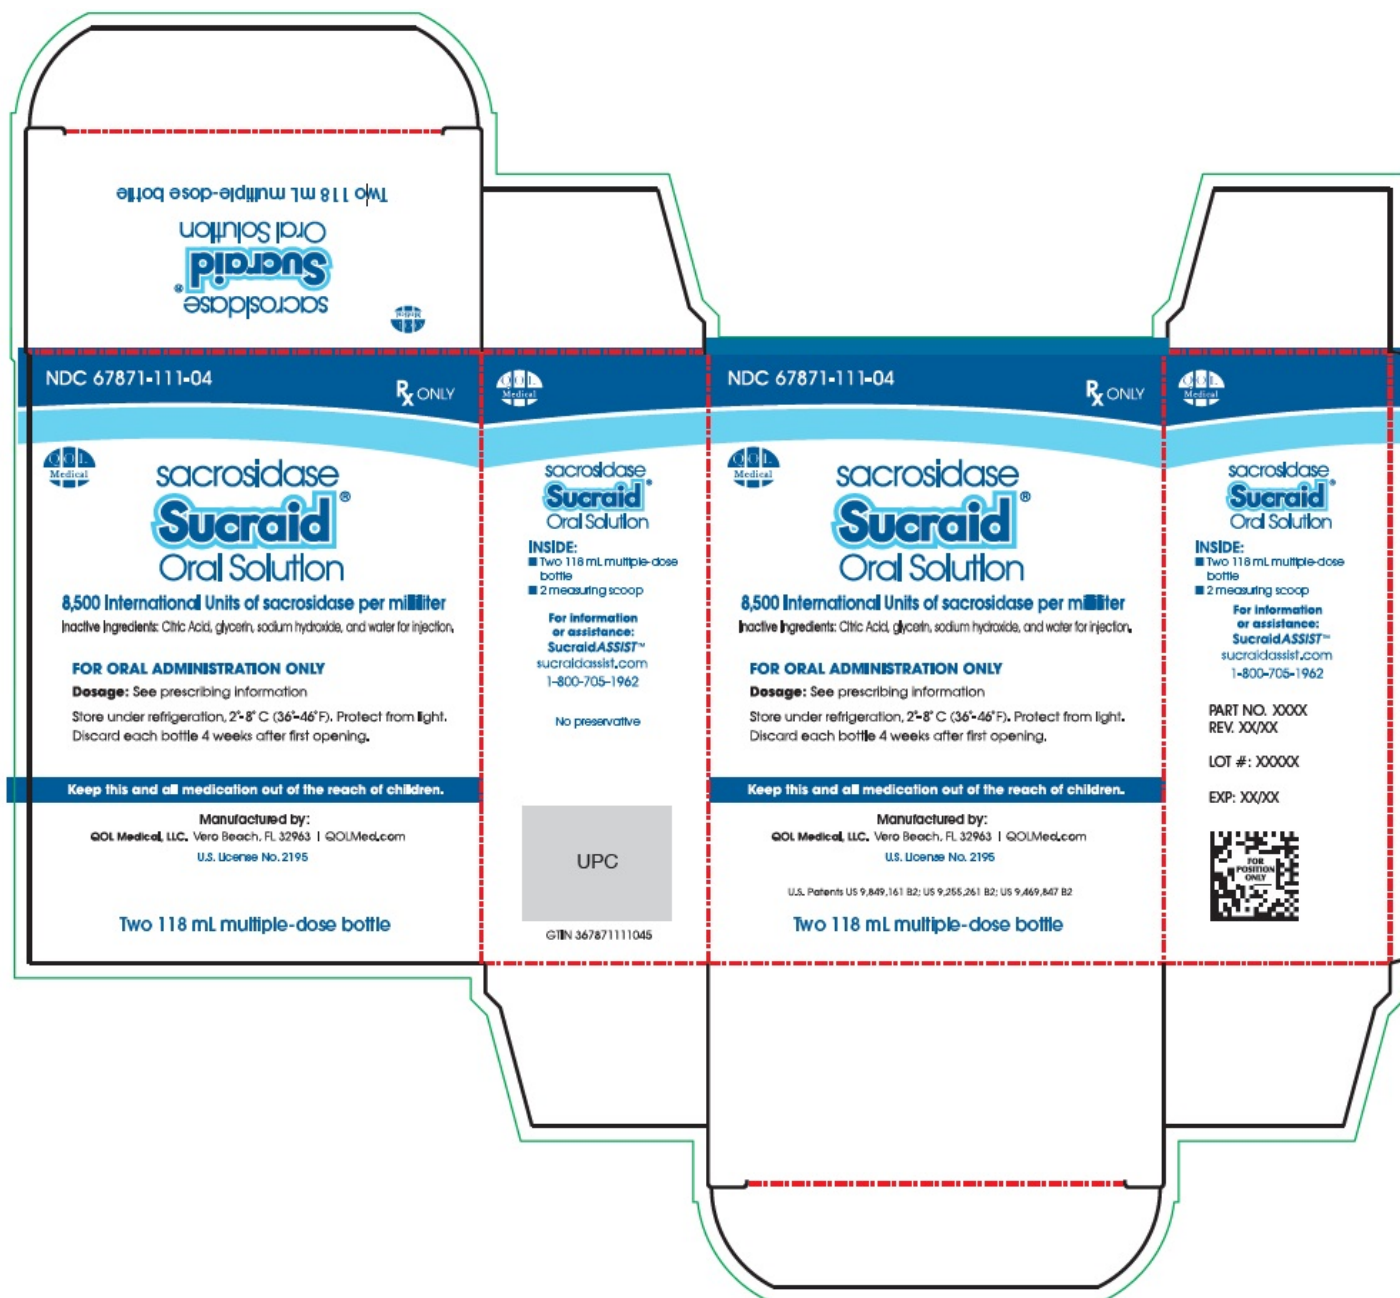 Two 118 mL multiple-dose bottle
Oral Solution
Sucraid®
sacrosidase
QOL
Medical
NDC 67871-111-04
Rx ONLY
QOL
Medical
sacrosidase
Sucraid®
Oral Solution
8,500 International Units of sacrosidase per milliliter
Inactive Ingredients: Citric Acid, glycerin, sodium hydroxide, and water for injection.
FOR ORAL ADMINISTRATION ONLY
Dosage: See prescribing information
Store under refrigeration, 2°-8° C (36°-46°F). Protect from light.
Discard each bottle 4 weeks after first opening.
Keep this and all medication out of the reach of children.
Manufactured by:
QOL Medical, LLC. Vero Beach, FL 32963 | QOLMed.com
U.S. License No. 2195
Two 118 mL multiple-dose bottle
QOL
Medical
sacrosidase
Sucraid®
Oral Solution
INSIDE:
■ Two 118 mL multiple-dose
bottle
■ 2 measuring scoop
For information
or assistance:
SucraidASSIST™
sucraidassist.com
1-800-705-1962
No preservative
UPC
GTIN 367871111045
NDC 67871-111-04
Rx ONLY
QOL
Medical
sacrosidase
Sucraid®
Oral Solution
8,500 International Units of sacrosidase per milliliter
Inactive Ingredients: Citric Acid, glycerin, sodium hydroxide, and water for injection.
FOR ORAL ADMINISTRATION ONLY
Dosage: See prescribing information
Store under refrigeration, 2°-8° C (36°-46°F). Protect from light.
Discard each bottle 4 weeks after first opening.
Keep this and all medication out of the reach of children.
Manufactured by:
QOL Medical, LLC. Vero Beach, FL 32963 | QOLMed.com
U.S. License No. 2195
U.S. Patents US 9,849,161 B2; US 9,255,261 B2; US 9,469,847 B2
Two 118 mL multiple-dose bottle
QOL
Medical
sacrosidase
Sucraid®
Oral Solution
INSIDE:
■ Two 118 mL multiple-dose
bottle
■ 2 measuring scoop
For information
or assistance:
SucraidASSIST™
sucraidassist.com
1-800-705-1962
PART NO. XXXX
REV. XX/XX
LOT #: XXXXX
EXP: XX/XX
FOR
POSITION
ONLY